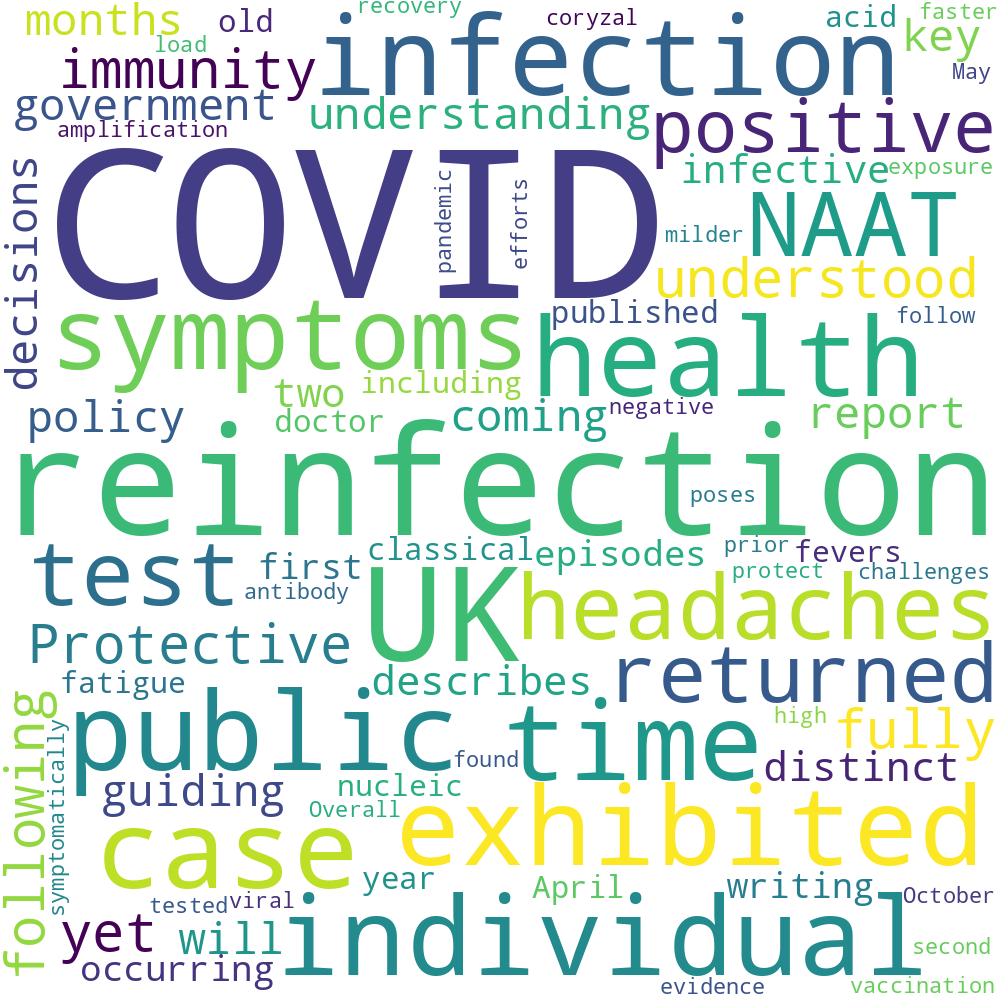 recovery
coryzal
acid
faster
months
old
infection
key
load
immunity
May
government
understanding
positive
amplification
COVID
decisions
pandemic
efforts
infective
exposure
NAAT
milder
understood
symptoms
published
follow
health
two
including
policy
doctor
coming
negative
report
reinfection
poses
test
first
classical
episodes
prior
fevers
antibody
protect
challenges
UK
headaches
Protective
returned
fatigue
describes
public
time
high
fully
following
symptomatically
found
distinct
guiding
nucleic
Overall
exhibited
case
year
April
writing
October
tested
viral
individual
yet
will
second
occurring
evidence
vaccination